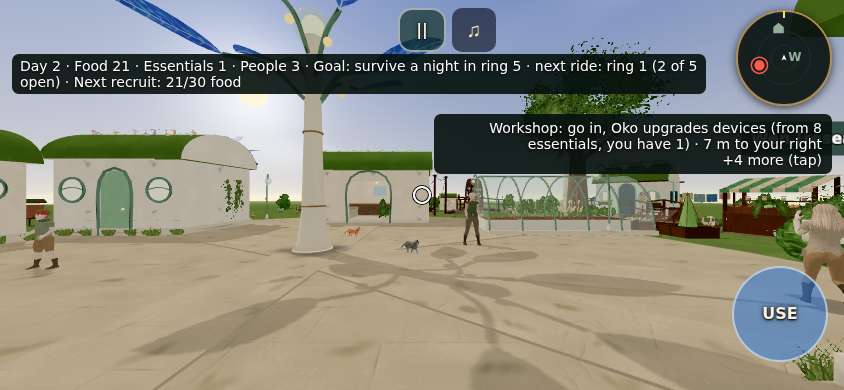 Day 2 · Food 21 · Essentials 1 · People 3 · Goal: survive a night in ring 5 · next ride: ring 1 (2 of 5
open) · Next recruit: 21/30 food
W
Workshop: go in, Oko upgrades devices (from 8
essentials, you have 1) · 7 m to your right
+4 more (tap)
USE